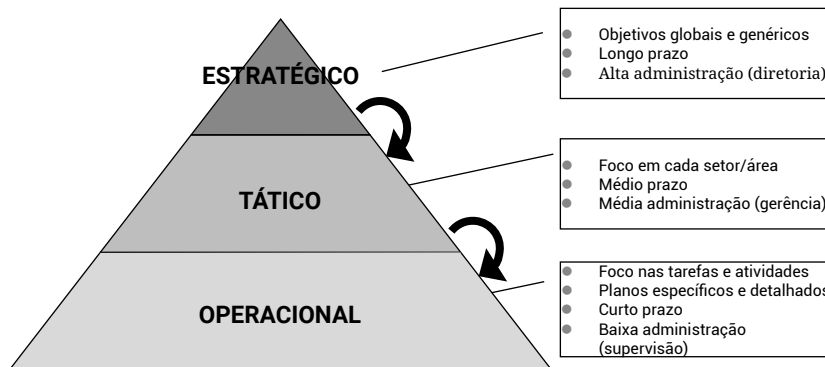 ESTRATÉGICO
Objetivos globais e genéricos
Longo prazo
Alta administração (diretoria)
TÁTICO
Foco em cada setor/área
Médio prazo
Média administração (gerência)
OPERACIONAL
Foco nas tarefas e atividades
Planos específicos e detalhados
Curto prazo
Baixa administração
(supervisão)